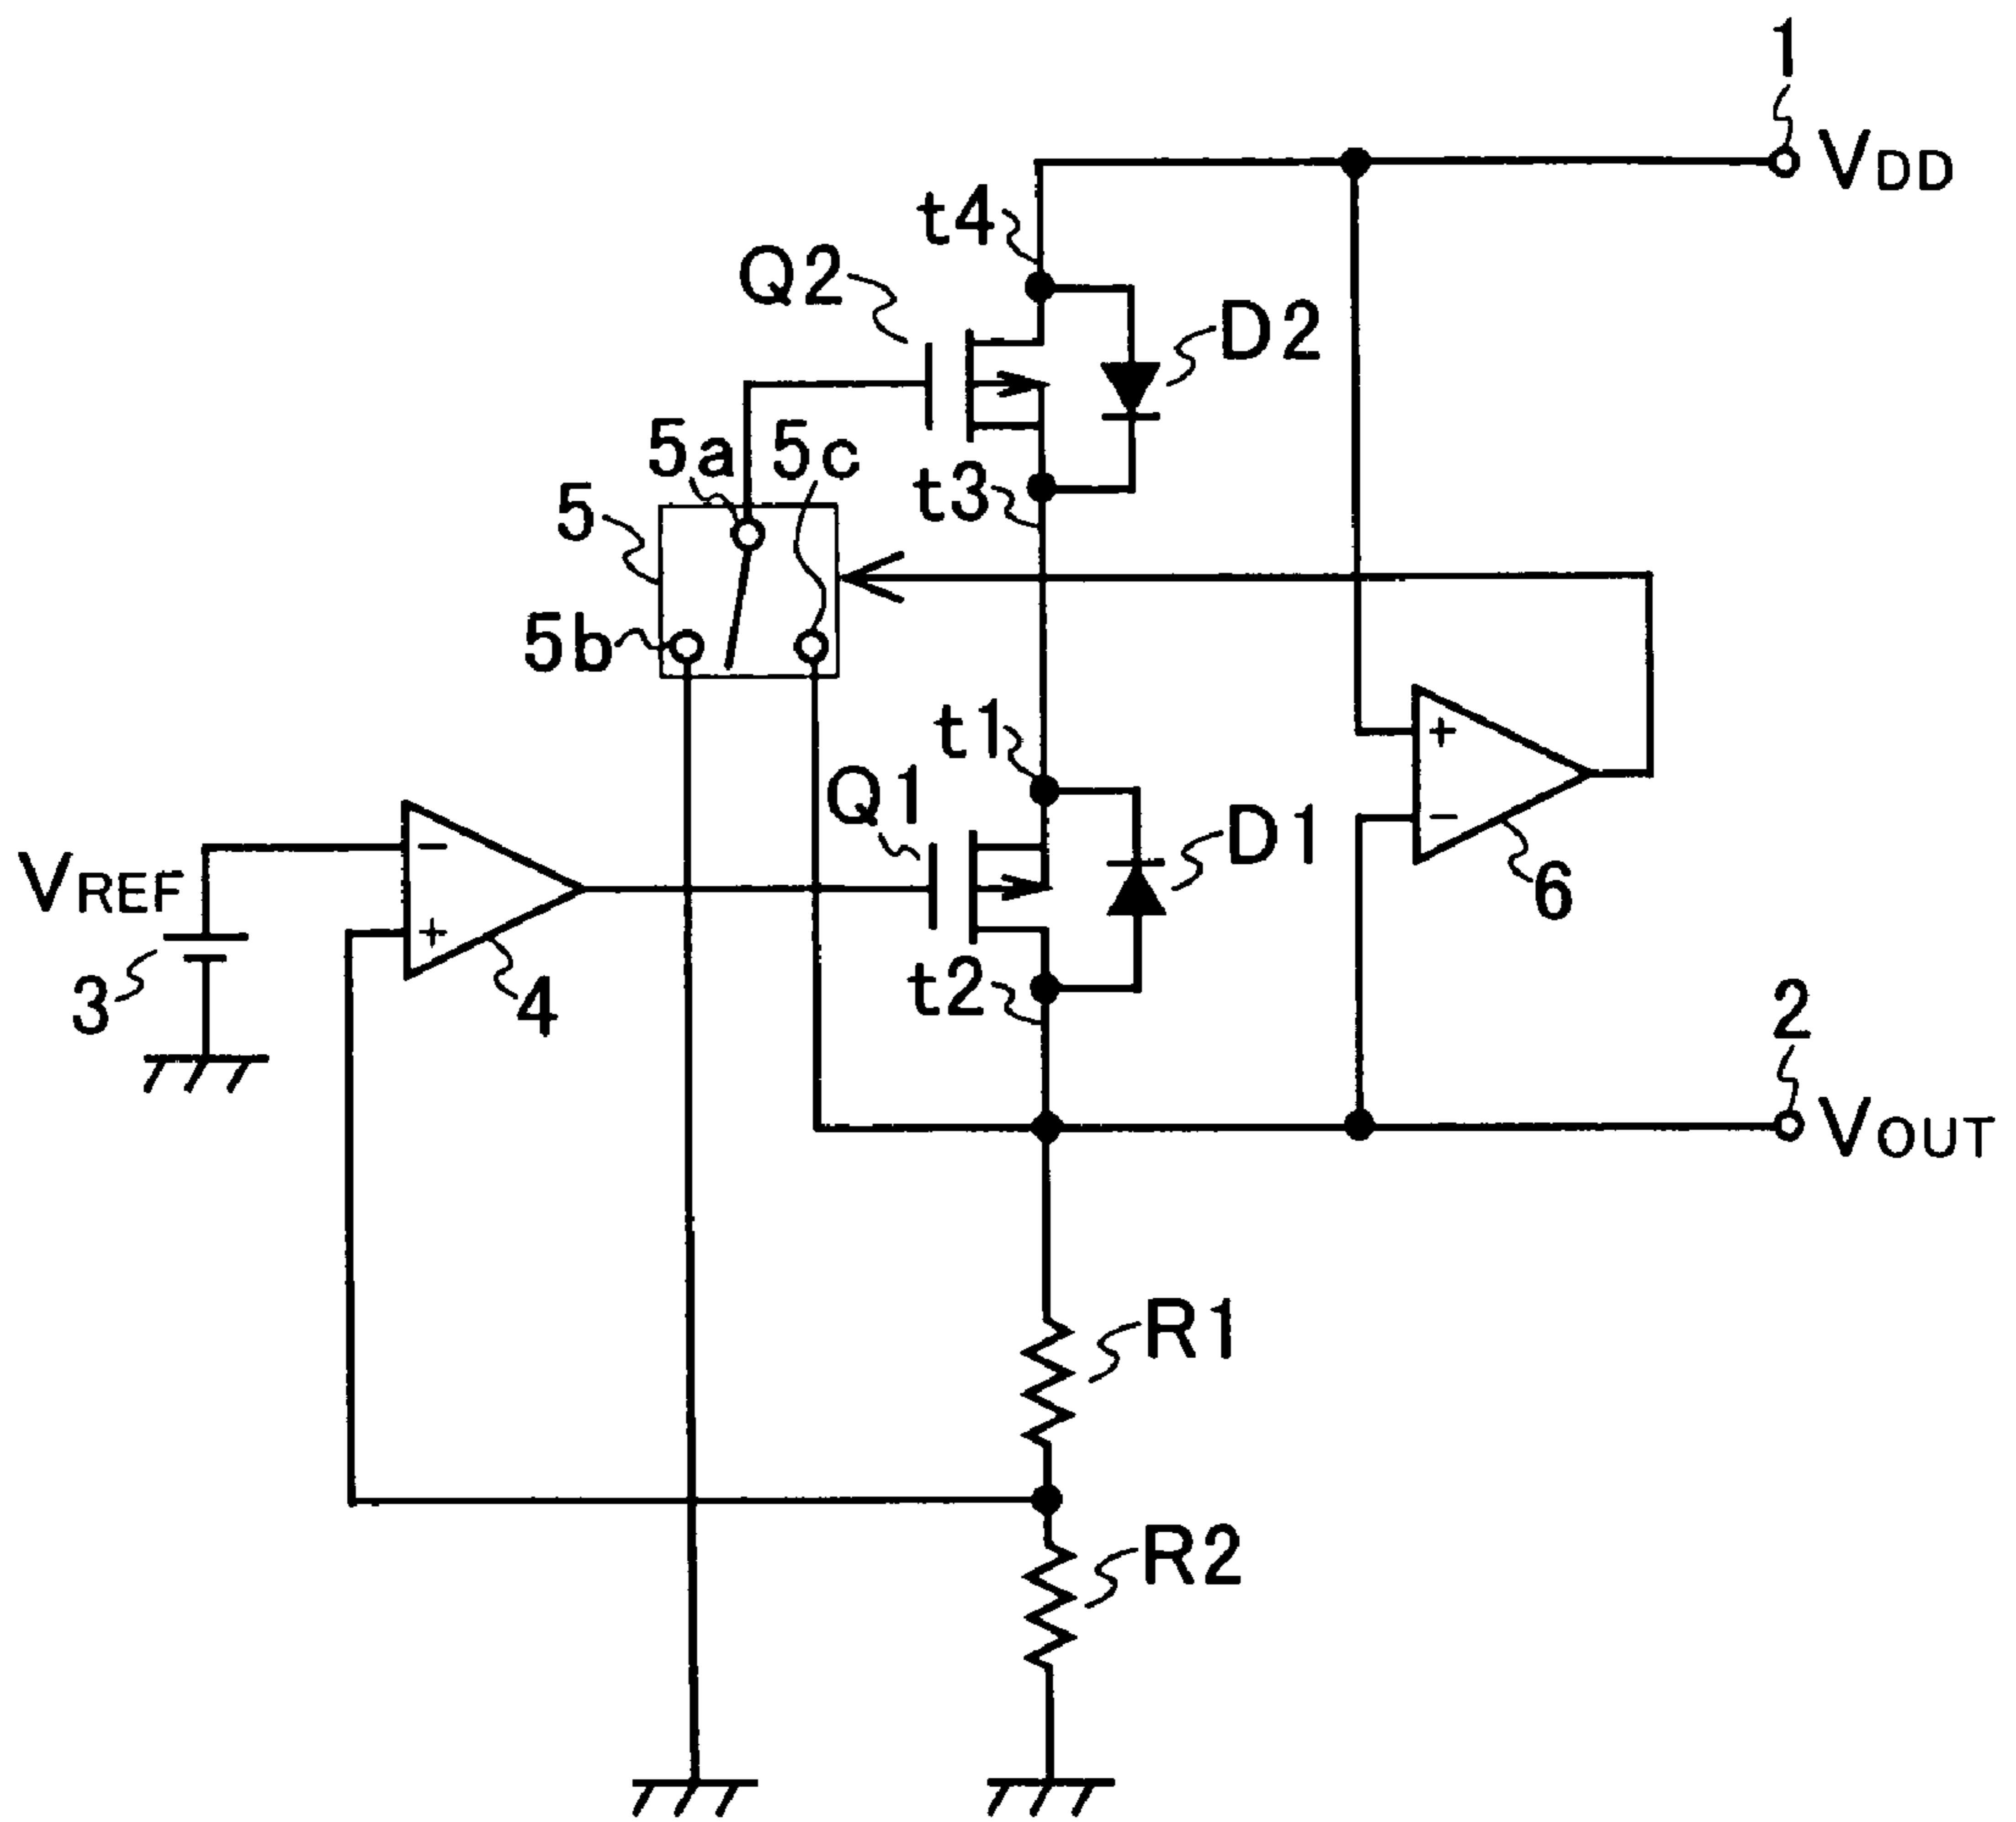 1
VDD
t4
Q2
D2
5a 5c
t3
5
5b
t1
+
Q1
D1
−
VREF
−
6
+
t2
3
4
2
VOUT
R1
R2